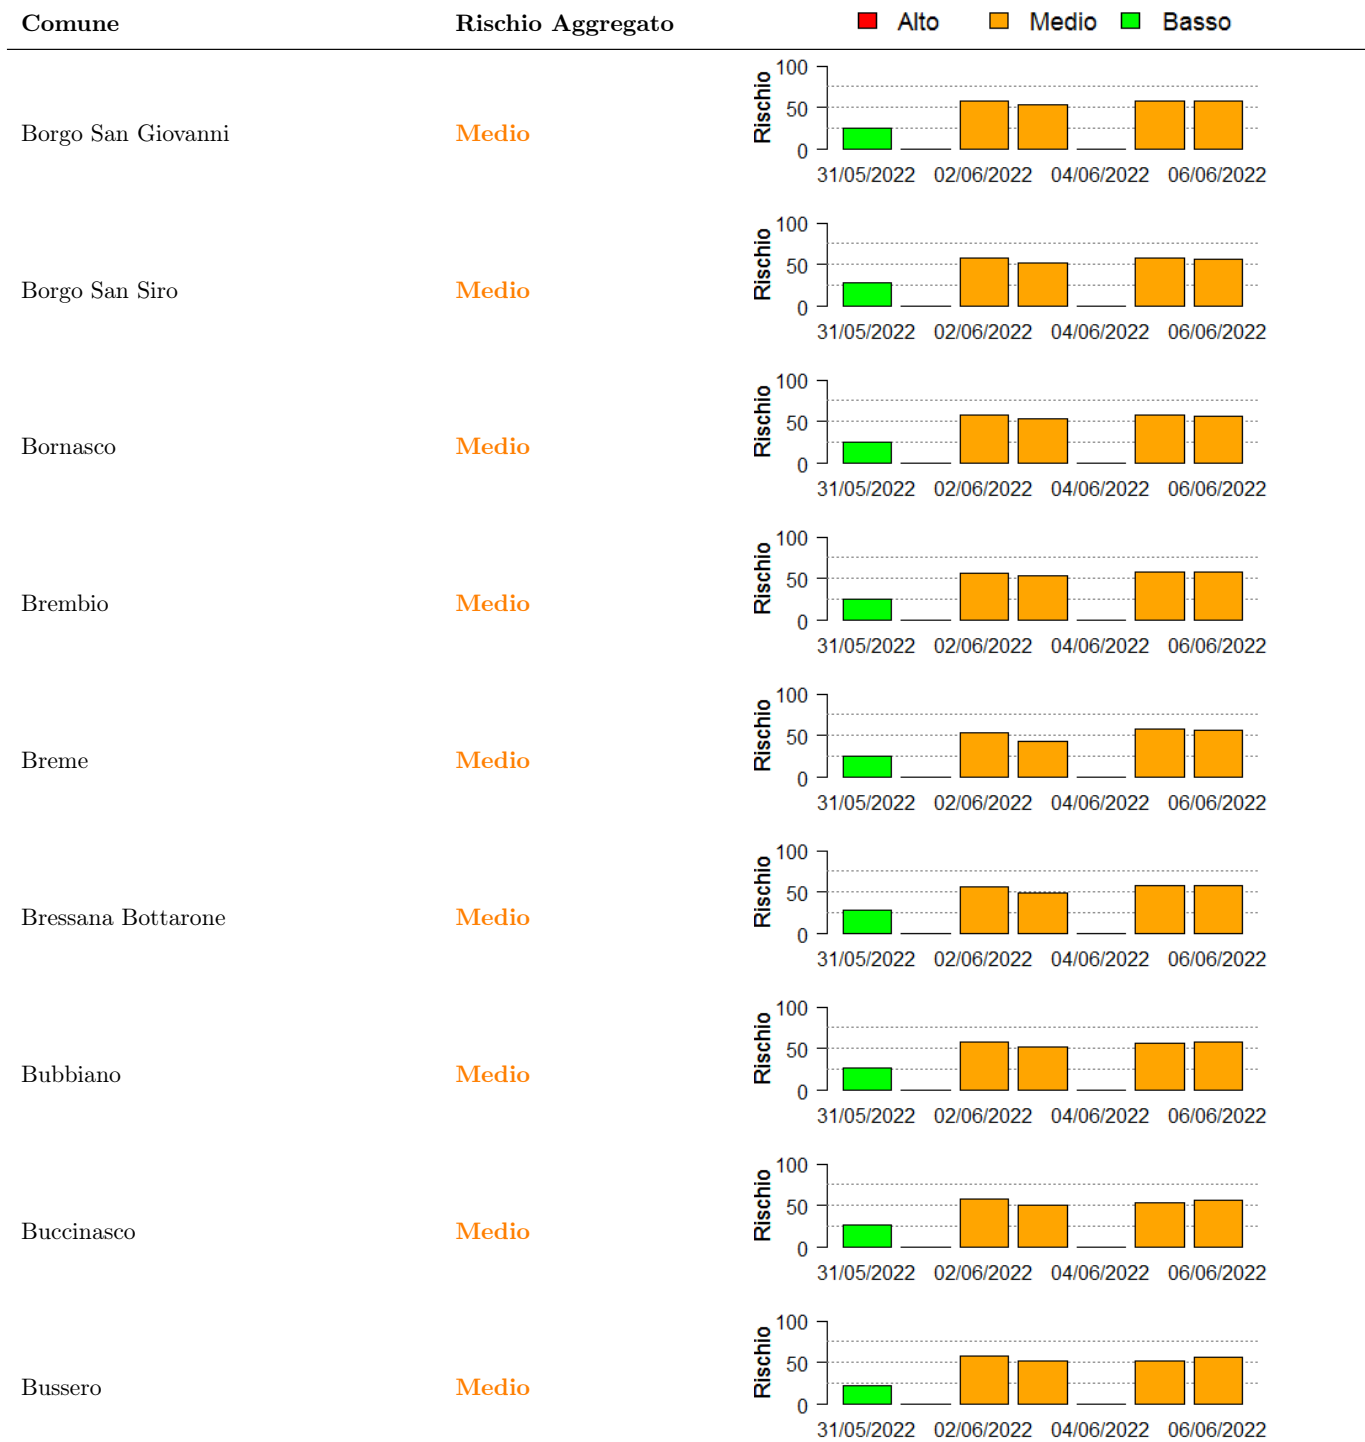 Comune Rischio Aggregato Alto Medio Basso
100
50
0
Rischio
Borgo San Giovanni Medio
31/05/2022 02/06/2022 04/06/2022 06/06/2022
100
50
0
Rischio
Borgo San Siro Medio
31/05/2022 02/06/2022 04/06/2022 06/06/2022
100
50
0
Rischio
Bornasco Medio
31/05/2022 02/06/2022 04/06/2022 06/06/2022
100
50
0
Rischio
Brembio Medio
31/05/2022 02/06/2022 04/06/2022 06/06/2022
100
50
0
Rischio
Breme Medio
31/05/2022 02/06/2022 04/06/2022 06/06/2022
100
50
0
Rischio
Bressana Bottarone Medio
31/05/2022 02/06/2022 04/06/2022 06/06/2022
100
50
0
Rischio
Bubbiano Medio
31/05/2022 02/06/2022 04/06/2022 06/06/2022
100
50
0
Rischio
Buccinasco Medio
31/05/2022 02/06/2022 04/06/2022 06/06/2022
100
50
0
Rischio
Bussero Medio
31/05/2022 02/06/2022 04/06/2022 06/06/2022